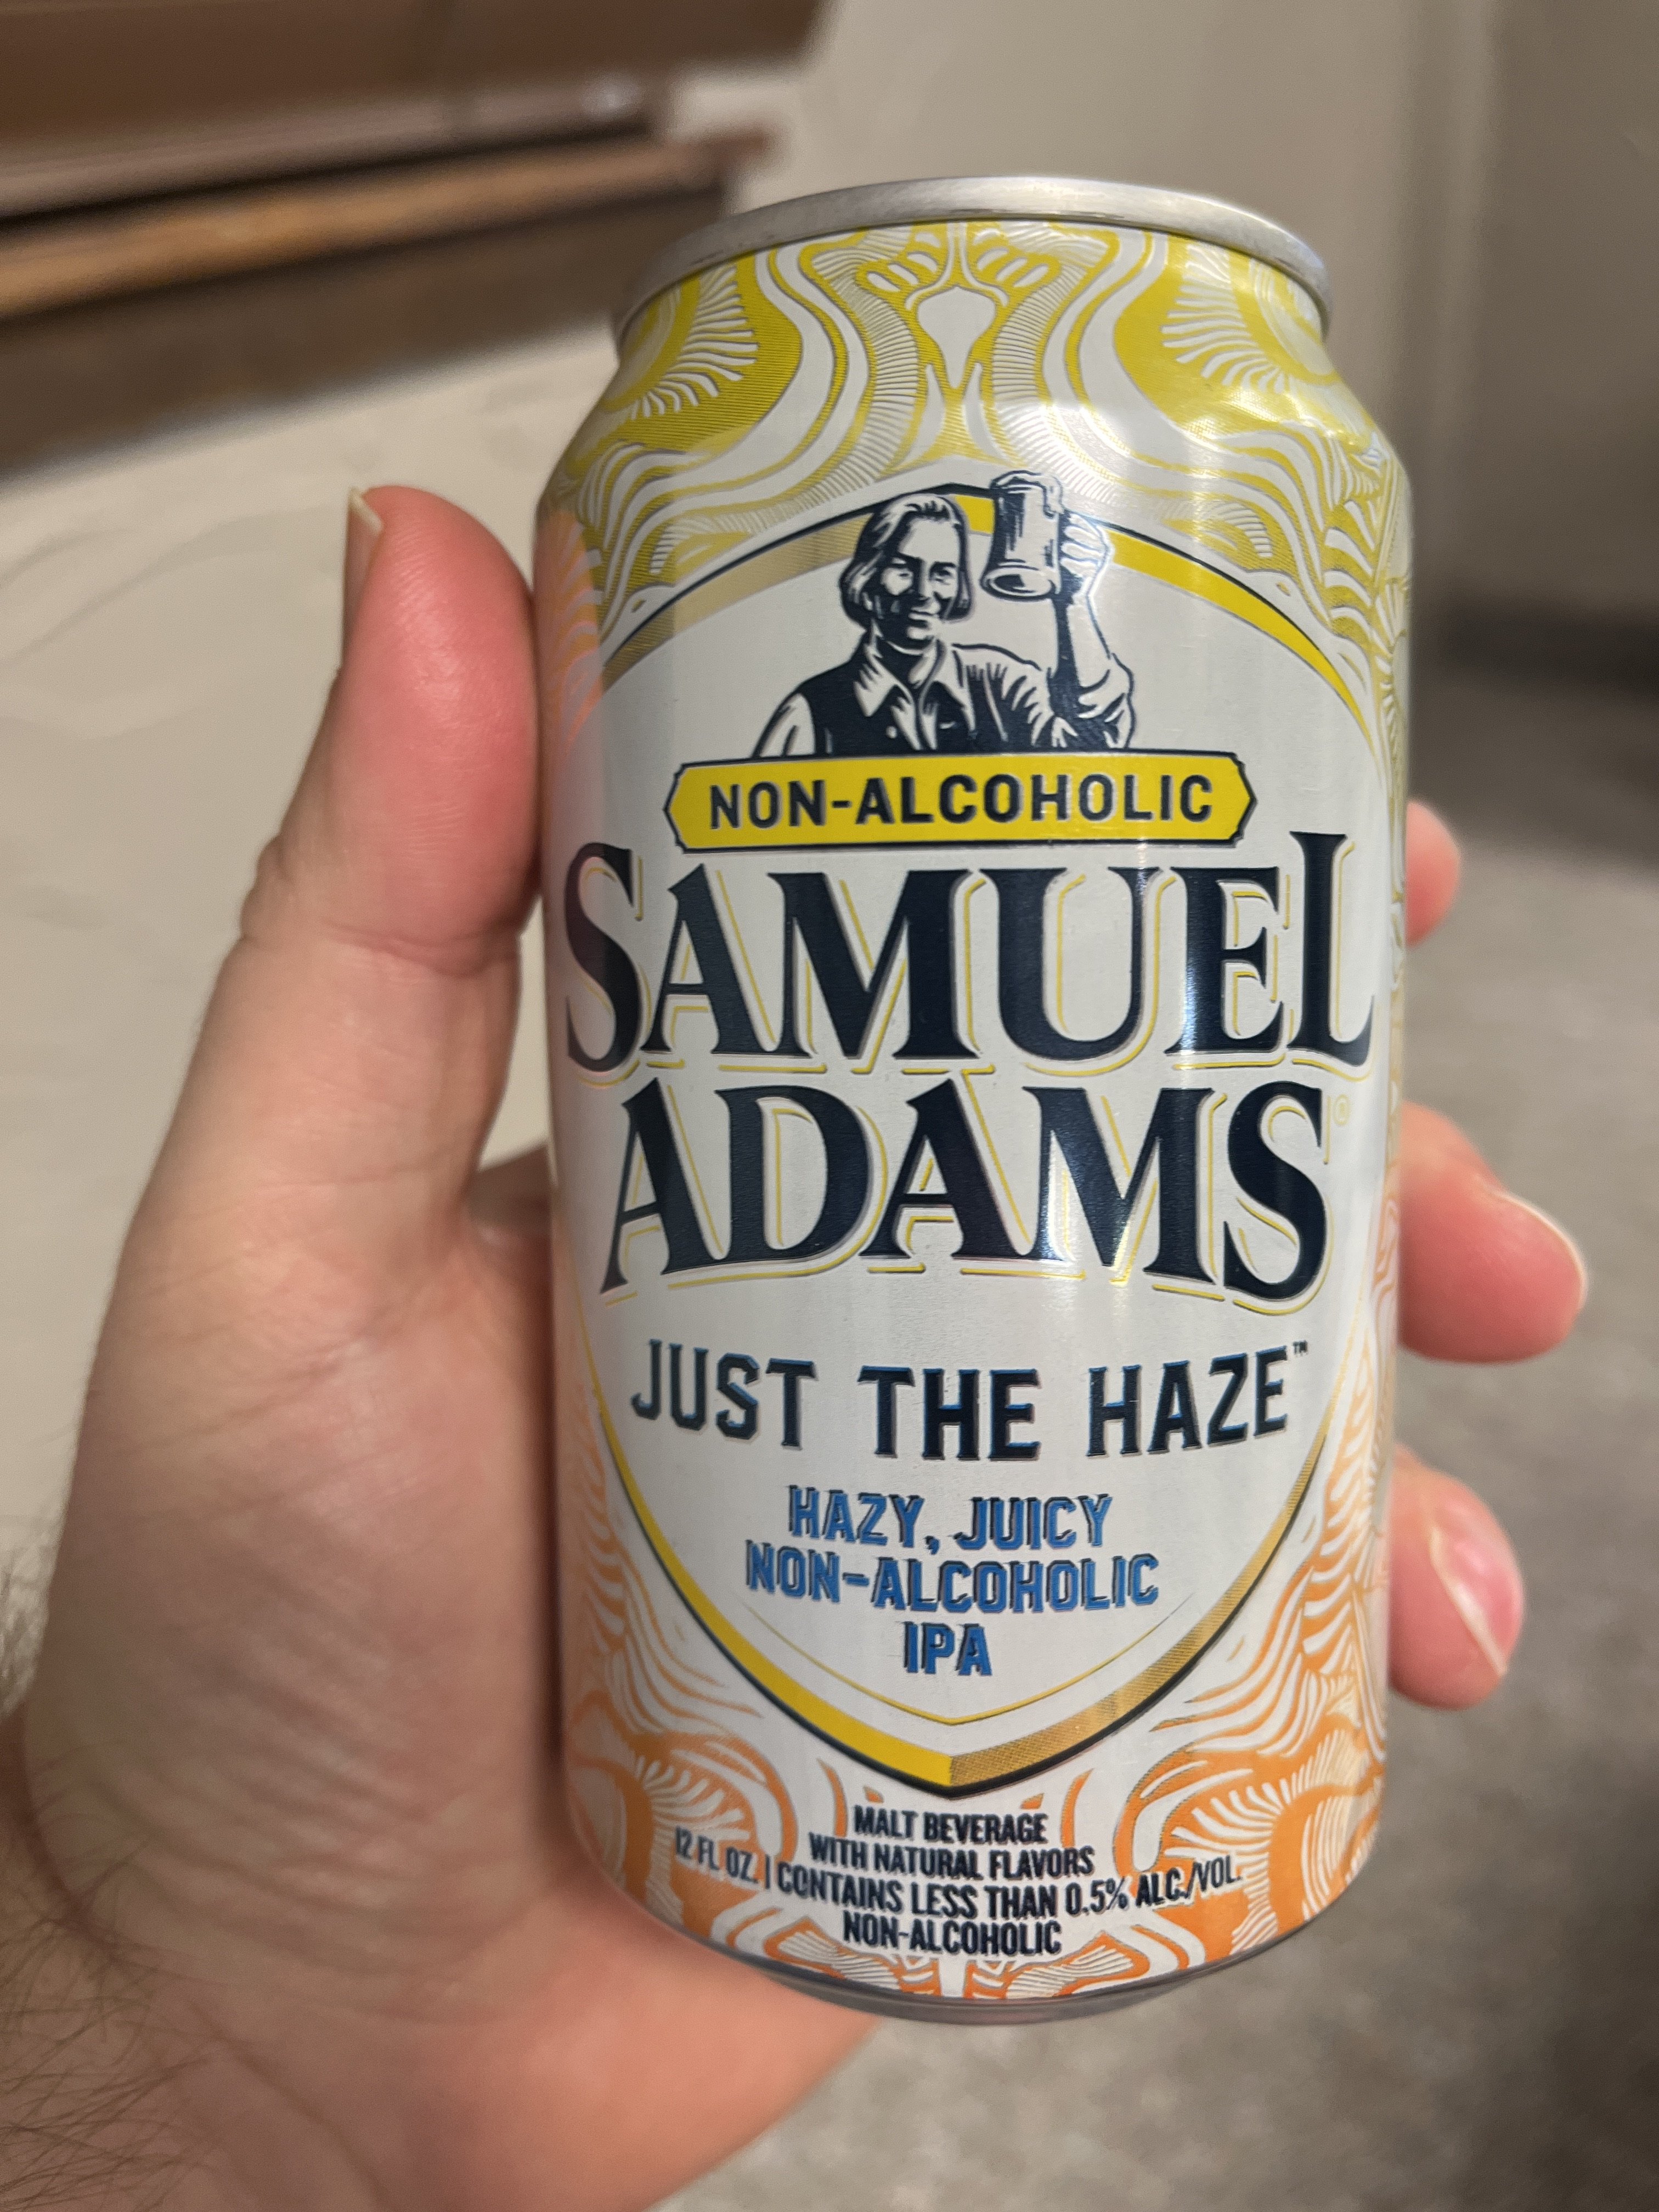 NON-ALCOHOLIC
SAMUEL
ADAMS®
JUST THE HAZE™
HAZY, JUICY
NON-ALCOHOLIC
IPA
MALT BEVERAGE
WITH NATURAL FLAVORS
12 FL OZ. | CONTAINS LESS THAN 0.5% ALC./VOL.
NON-ALCOHOLIC